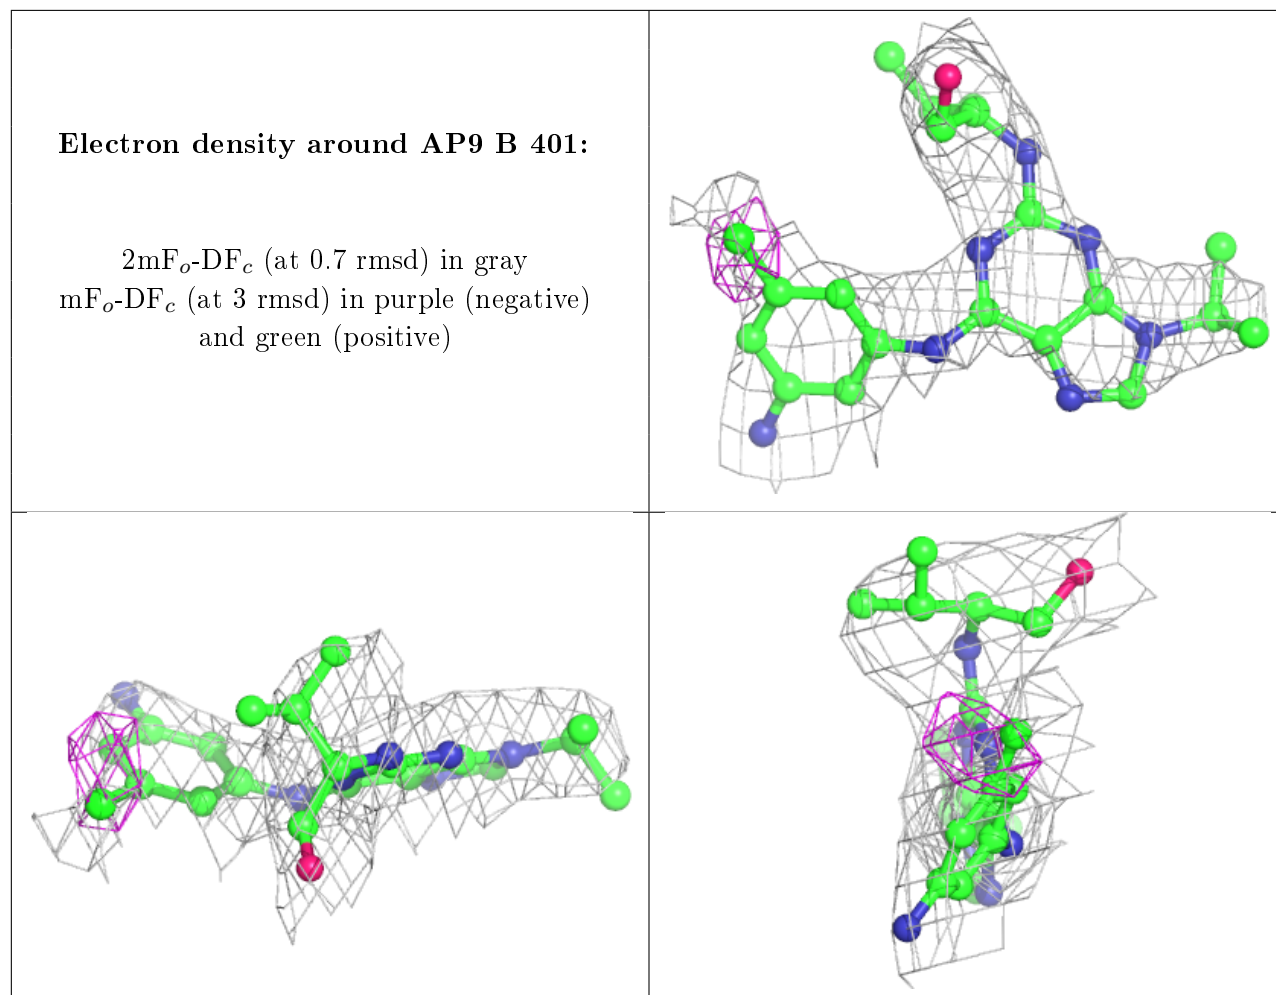 Electron density around AP9 B 401:
2mFo-DFc (at 0.7 rmsd) in gray
mFo-DFc (at 3 rmsd) in purple (negative)
and green (positive)